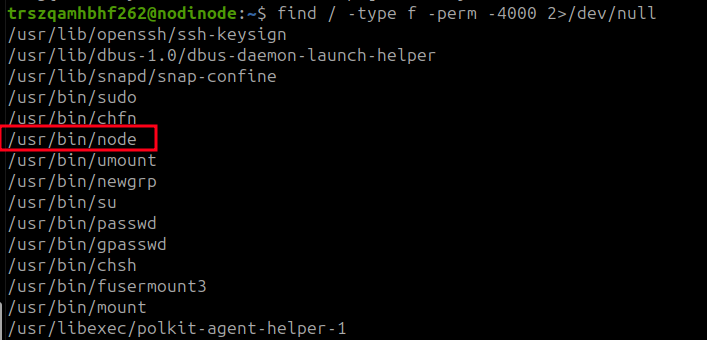 trszqamhbhf262@nodinode:~$ find / -type f -perm -4000 2>/dev/null
/usr/lib/openssh/ssh-keysign
/usr/lib/dbus-1.0/dbus-daemon-launch-helper
/usr/lib/snapd/snap-confine
/usr/bin/sudo
/usr/bin/chfn
/usr/bin/node
/usr/bin/umount
/usr/bin/newgrp
/usr/bin/su
/usr/bin/passwd
/usr/bin/gpasswd
/usr/bin/chsh
/usr/bin/fusermount3
/usr/bin/mount
/usr/libexec/polkit-agent-helper-1